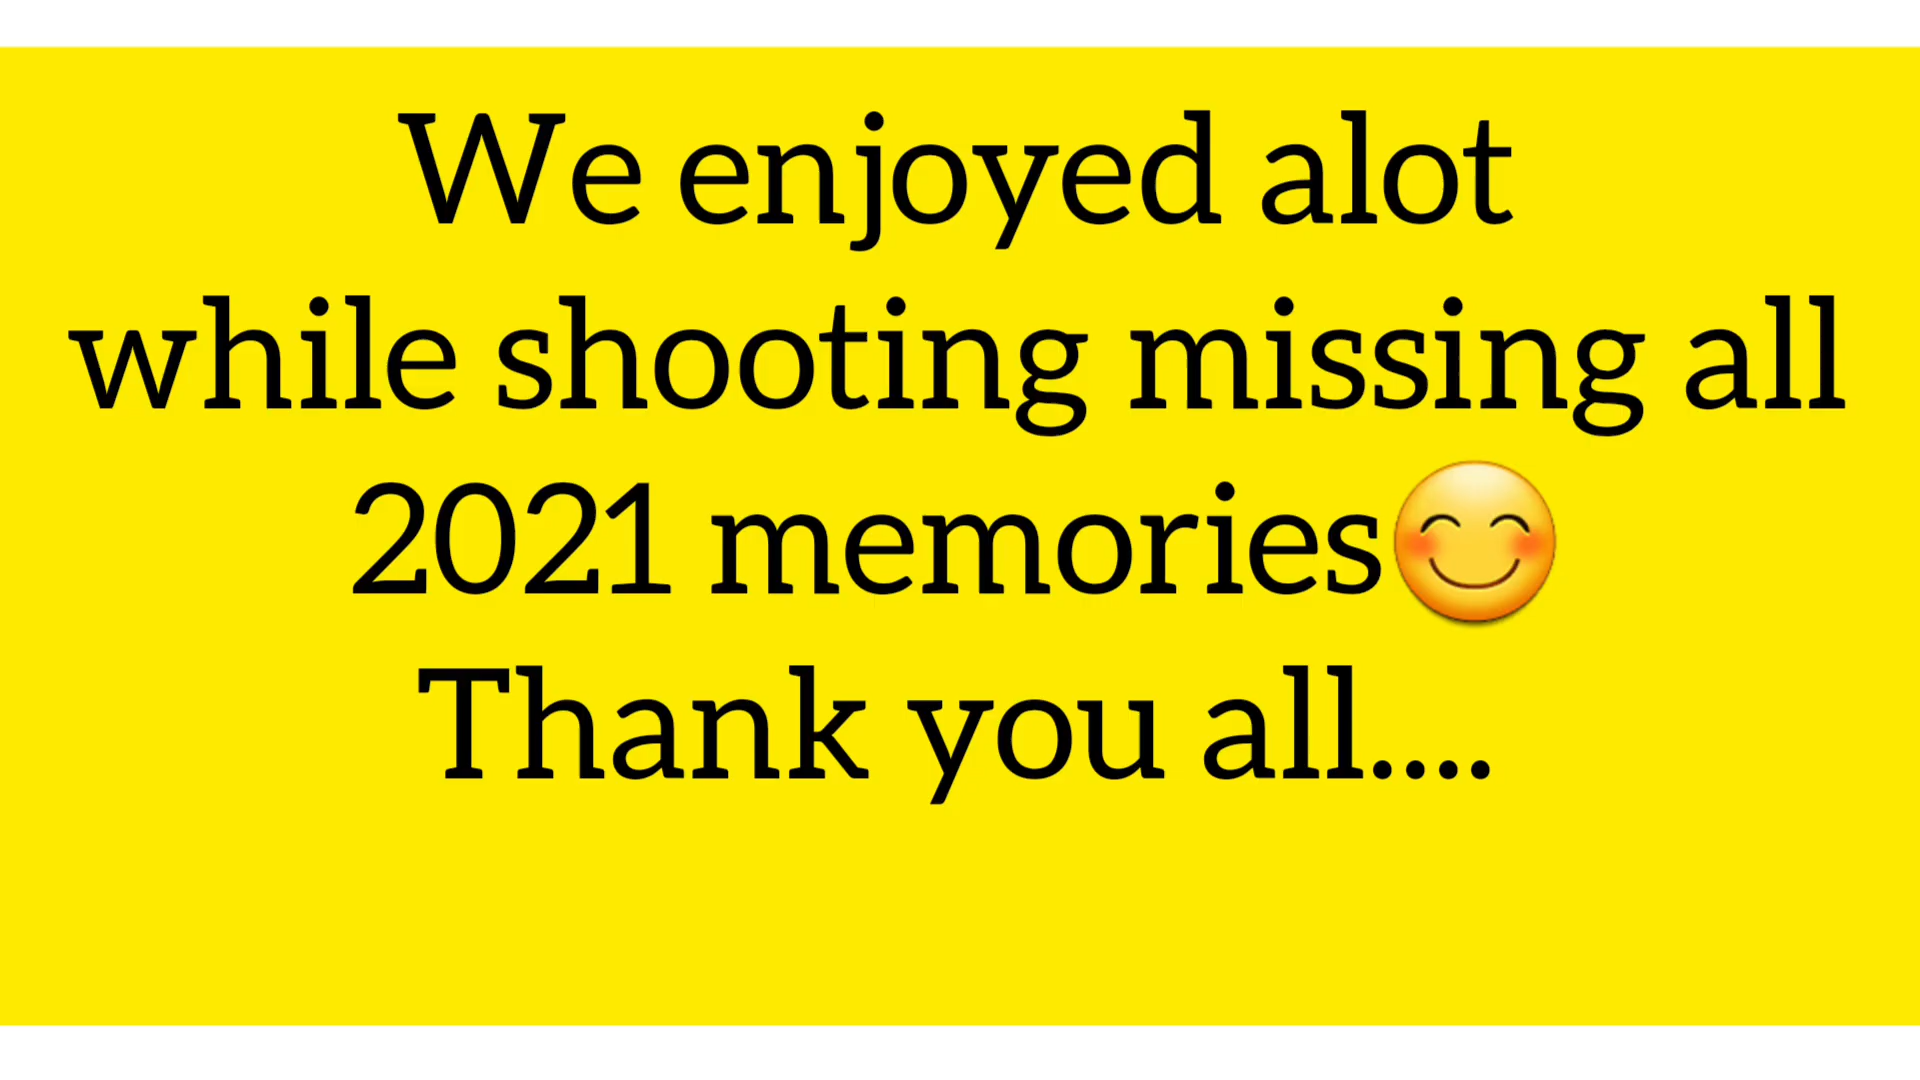 We enjoyed alot
while shooting missing all
2021 memories😊
Thank you all....